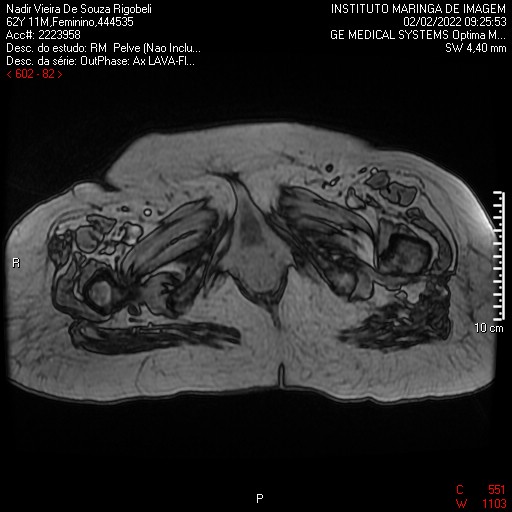 Nadir Vieira De Souza Rigobeli
62Y 11M,Feminino,444535
Acc#: 2223958
Desc. do estudo: RM Pelve (Nao Inclu...
Desc. da série: OutPhase: Ax LAVA-Fl...
< 602 - 82 >
INSTITUTO MARINGA DE IMAGEM
02/02/2022 09:25:53
GE MEDICAL SYSTEMS Optima M...
SW 4,40 mm
R
10 cm
P
C 551
W 1103